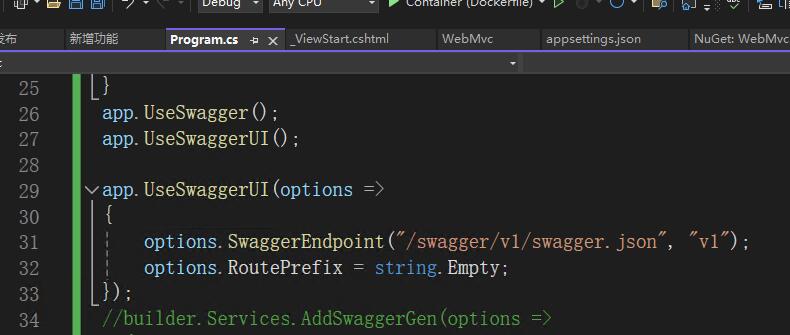 Debug Any CPU Container (Dockerfile)
发布 新增功能 Program.cs _ViewStart.cshtml WebMvc appsettings.json NuGet: WebMvc
25 }
26 app.UseSwagger();
27 app.UseSwaggerUI();
28
29 app.UseSwaggerUI(options =>
30 {
31 options.SwaggerEndpoint("/swagger/v1/swagger.json", "v1");
32 options.RoutePrefix = string.Empty;
33 });
34 //builder.Services.AddSwaggerGen(options =>